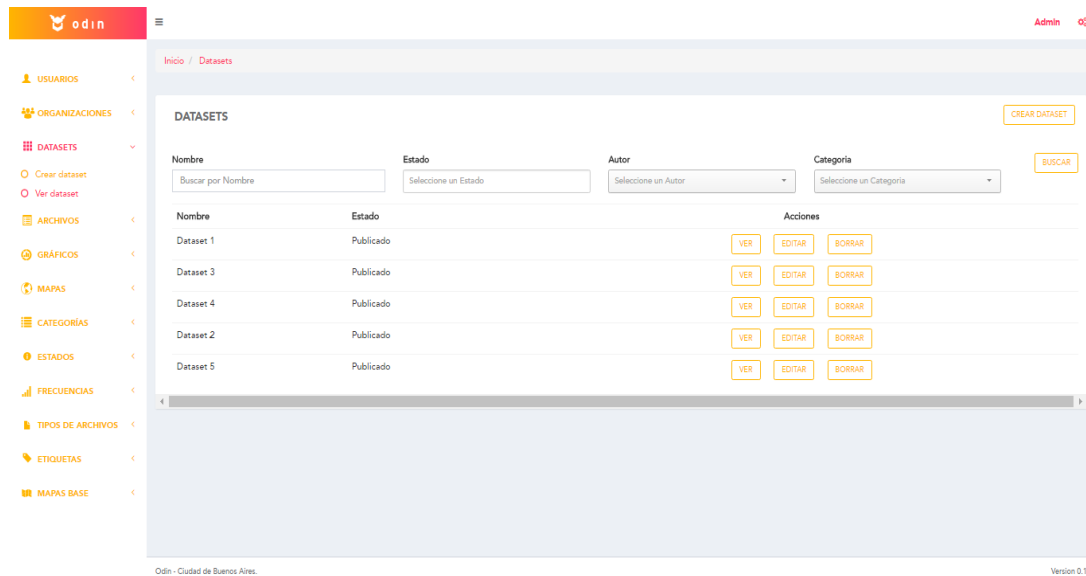 odin
Admin
Inicio / Datasets
USUARIOS
ORGANIZACIONES
DATASETS
Crear dataset
Ver dataset
ARCHIVOS
GRÁFICOS
MAPAS
CATEGORÍAS
ESTADOS
FRECUENCIAS
TIPOS DE ARCHIVOS
ETIQUETAS
MAPAS BASE
DATASETS CREAR DATASET
Nombre Estado Autor Categoria
Buscar por Nombre Seleccione un Estado Seleccione un Autor Seleccione un Categoria BUSCAR
Nombre Estado Acciones
Dataset 1 Publicado VER EDITAR BORRAR
Dataset 3 Publicado VER EDITAR BORRAR
Dataset 4 Publicado VER EDITAR BORRAR
Dataset 2 Publicado VER EDITAR BORRAR
Dataset 5 Publicado VER EDITAR BORRAR
Odin - Ciudad de Buenos Aires. Version 0.1